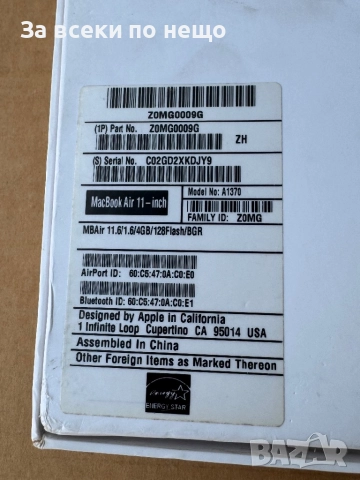 За всеки по нещо
Z0MG0009G
(1P) Part No. Z0MG0009G
ZH
(S) Serial No. C02GD2XKDJY9
MacBook Air 11-inch
Model No: A1370
FAMILY ID: Z0MG
MBAir 11.6/1.6/4GB/128Flash/BGR
AirPort ID: 60:C5:47:0A:C0:E0
Bluetooth ID: 60:C5:47:0A:C0:E1
Designed by Apple in California
1 Infinite Loop Cupertino CA 95014 USA
Assembled In China
Other Foreign Items as Marked Thereon
energy
ENERGY STAR
BAZAR